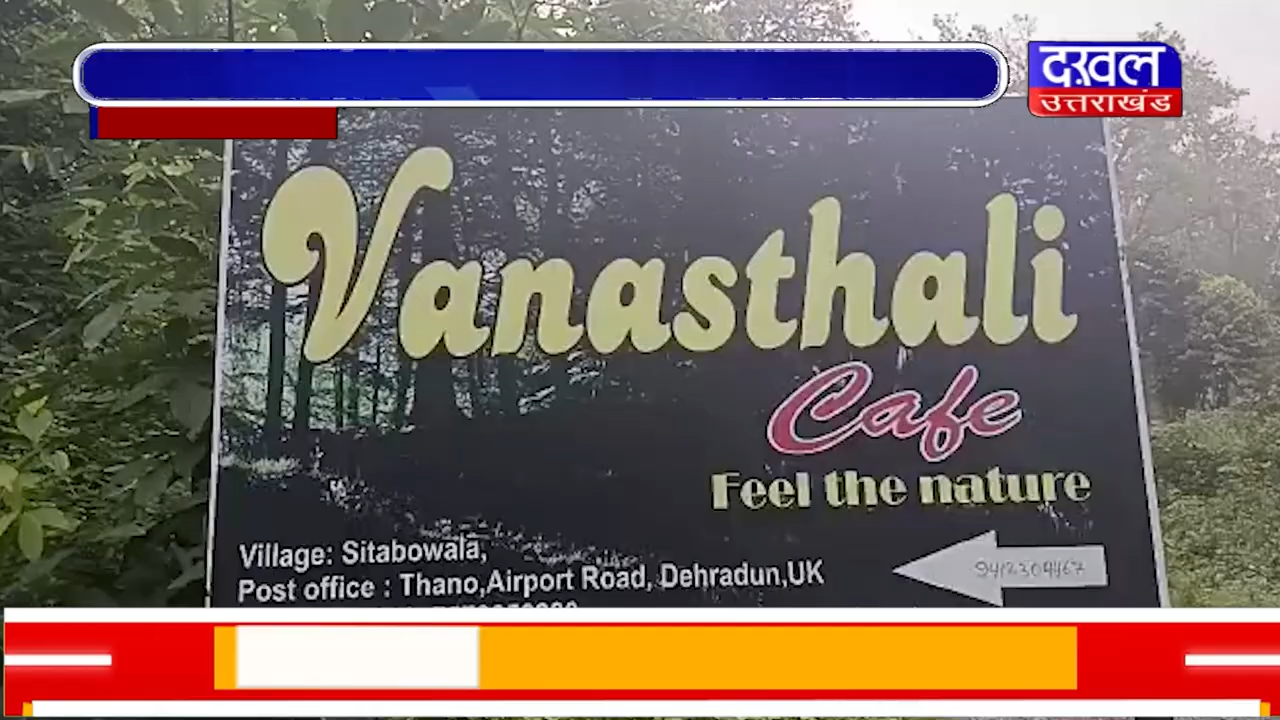 दख़ल
उत्तराखंड
Vanasthali
Cafe
Feel the nature
Village: Sitabowala,
Post office : Thano,Airport Road, Dehradun,UK
9412304467